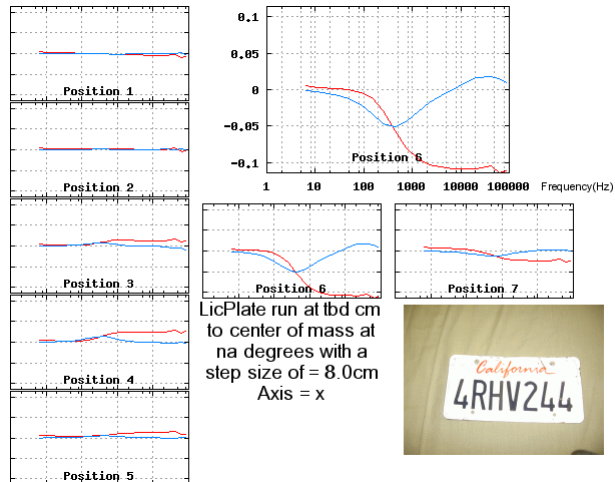 Position 1
Position 2
Position 3
Position 4
Position 5
0.1
0.05
0
-0.05
-0.1
Position 6
1 10 100 1000 10000 100000 Frequency(Hz)
Position 6
Position 7
LicPlate run at tbd cm
to center of mass at
na degrees with a
step size of = 8.0cm
Axis = x
California
4RHV244